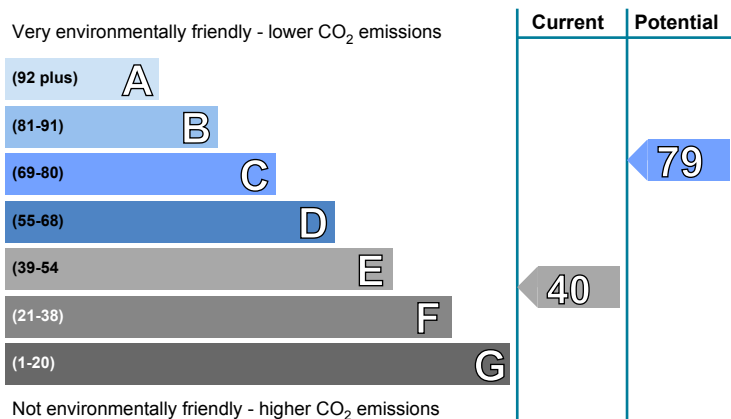 Current Potential
Very environmentally friendly - lower CO2 emissions
(92 plus) A
(81-91) B
(69-80) C
79
(55-68) D
(39-54 E
40
(21-38) F
(1-20) G
Not environmentally friendly - higher CO2 emissions